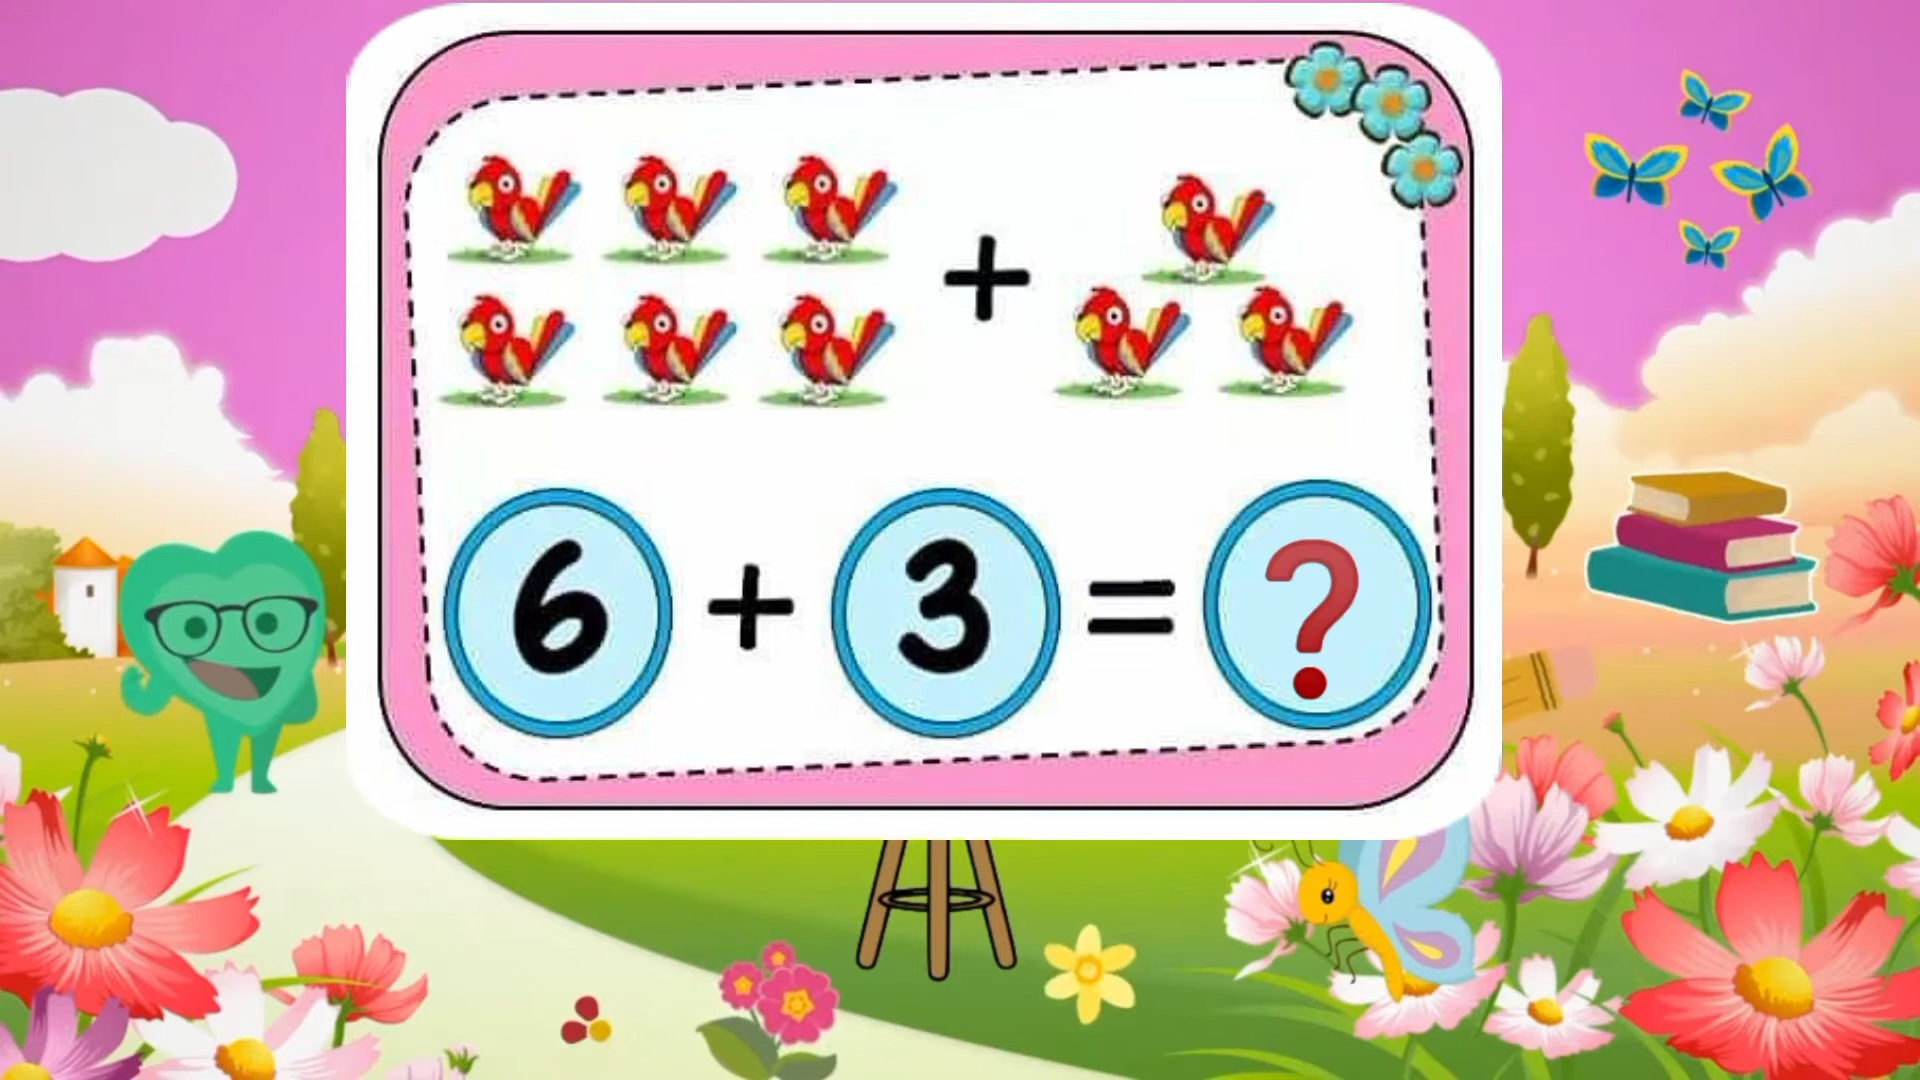 +
6 + 3 = ?